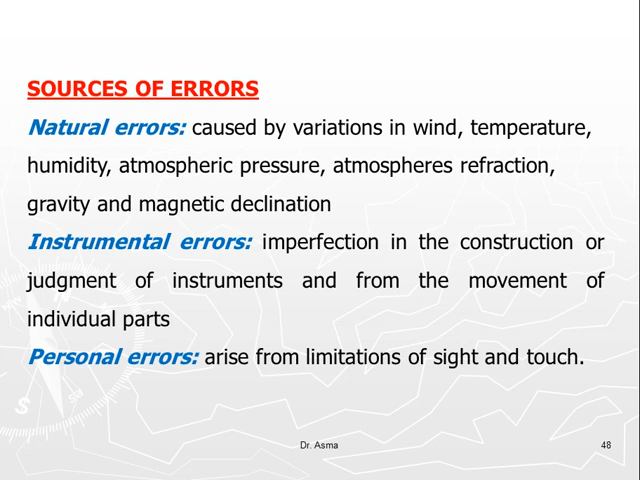 SOURCES OF ERRORS
Natural errors: caused by variations in wind, temperature,
humidity, atmospheric pressure, atmospheres refraction,
gravity and magnetic declination
Instrumental errors: imperfection in the construction or
judgment of instruments and from the movement of
individual parts
Personal errors: arise from limitations of sight and touch.
S
Dr. Asma
48